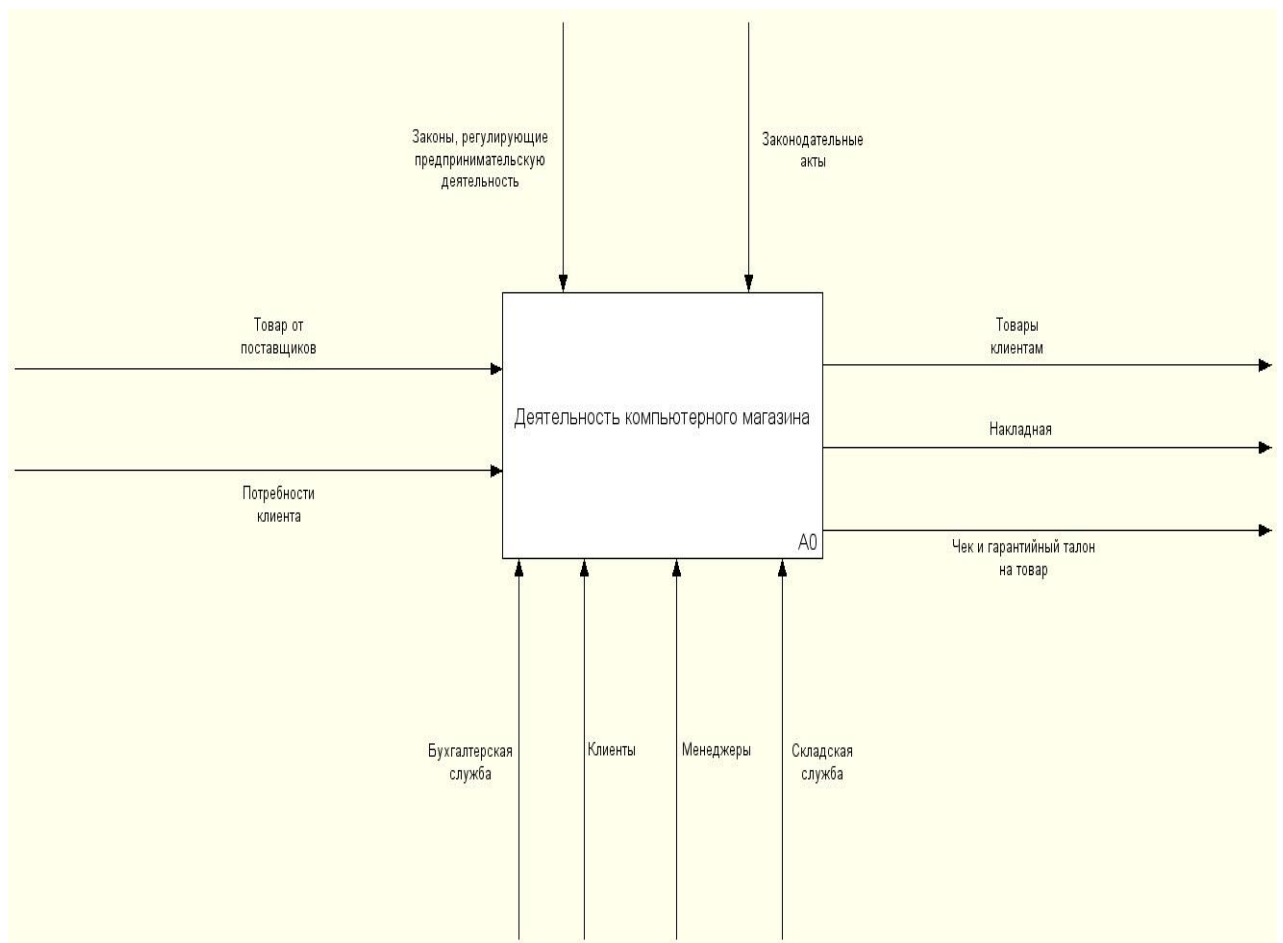 Законы, регулирующие
предпринимательскую
деятельность
Законодательные
акты
Товар от
поставщиков
Товары
клиентам
Деятельность компьютерного магазина
Накладная
Потребности
клиента
A0
Чек и гарантийный талон
на товар
Бухгалтерская
служба
Клиенты
Менеджеры
Складская
служба